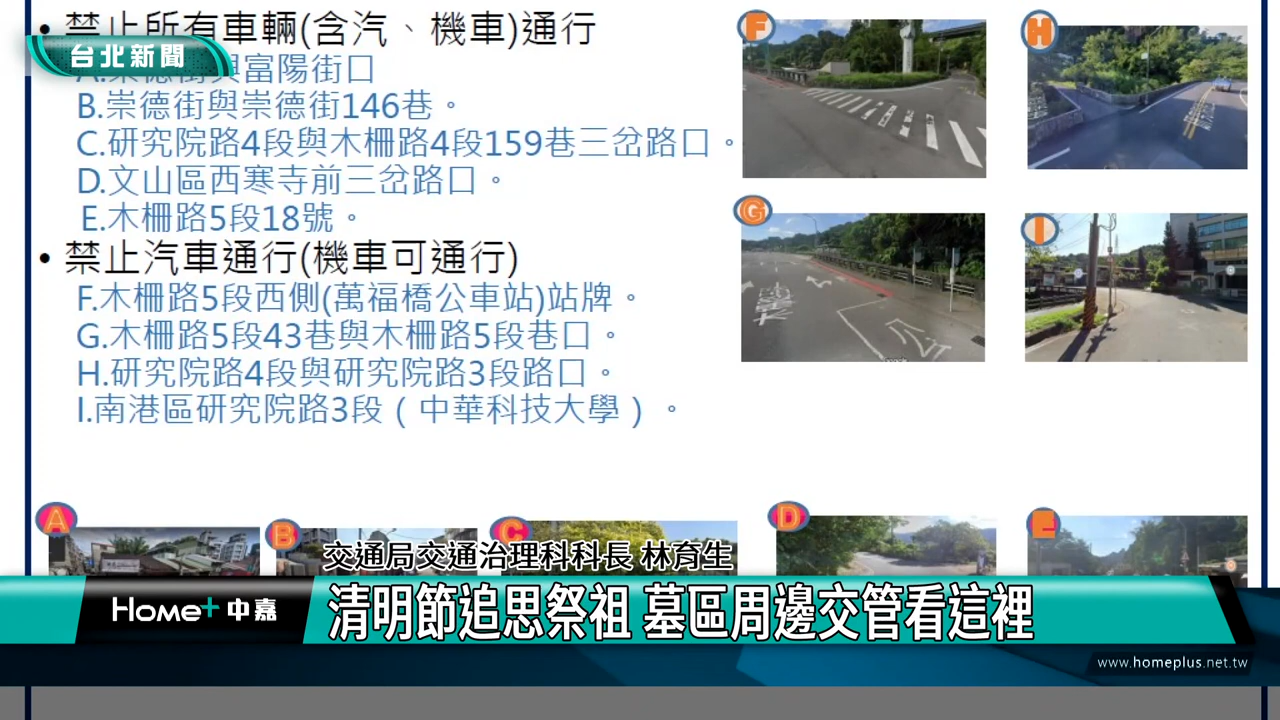 • 禁止所有車輛(含汽、機車)通行
台北新聞
富陽街口
B.崇德街與崇德街146巷。
C.研究院路4段與木柵路4段159巷三岔路口。
D.文山區西寒寺前三岔路口。
E.木柵路5段18號。
• 禁止汽車通行(機車可通行)
F.木柵路5段西側(萬福橋公車站)站牌。
G.木柵路5段43巷與木柵路5段巷口。
H.研究院路4段與研究院路3段路口。
I.南港區研究院路3段(中華科技大學)。
F
H
G
I
A
B
C
D
E
交通局交通治理科科長 林育生
Home+中嘉
清明節追思祭祖 墓區周邊交管看這裡
www.homeplus.net.tw